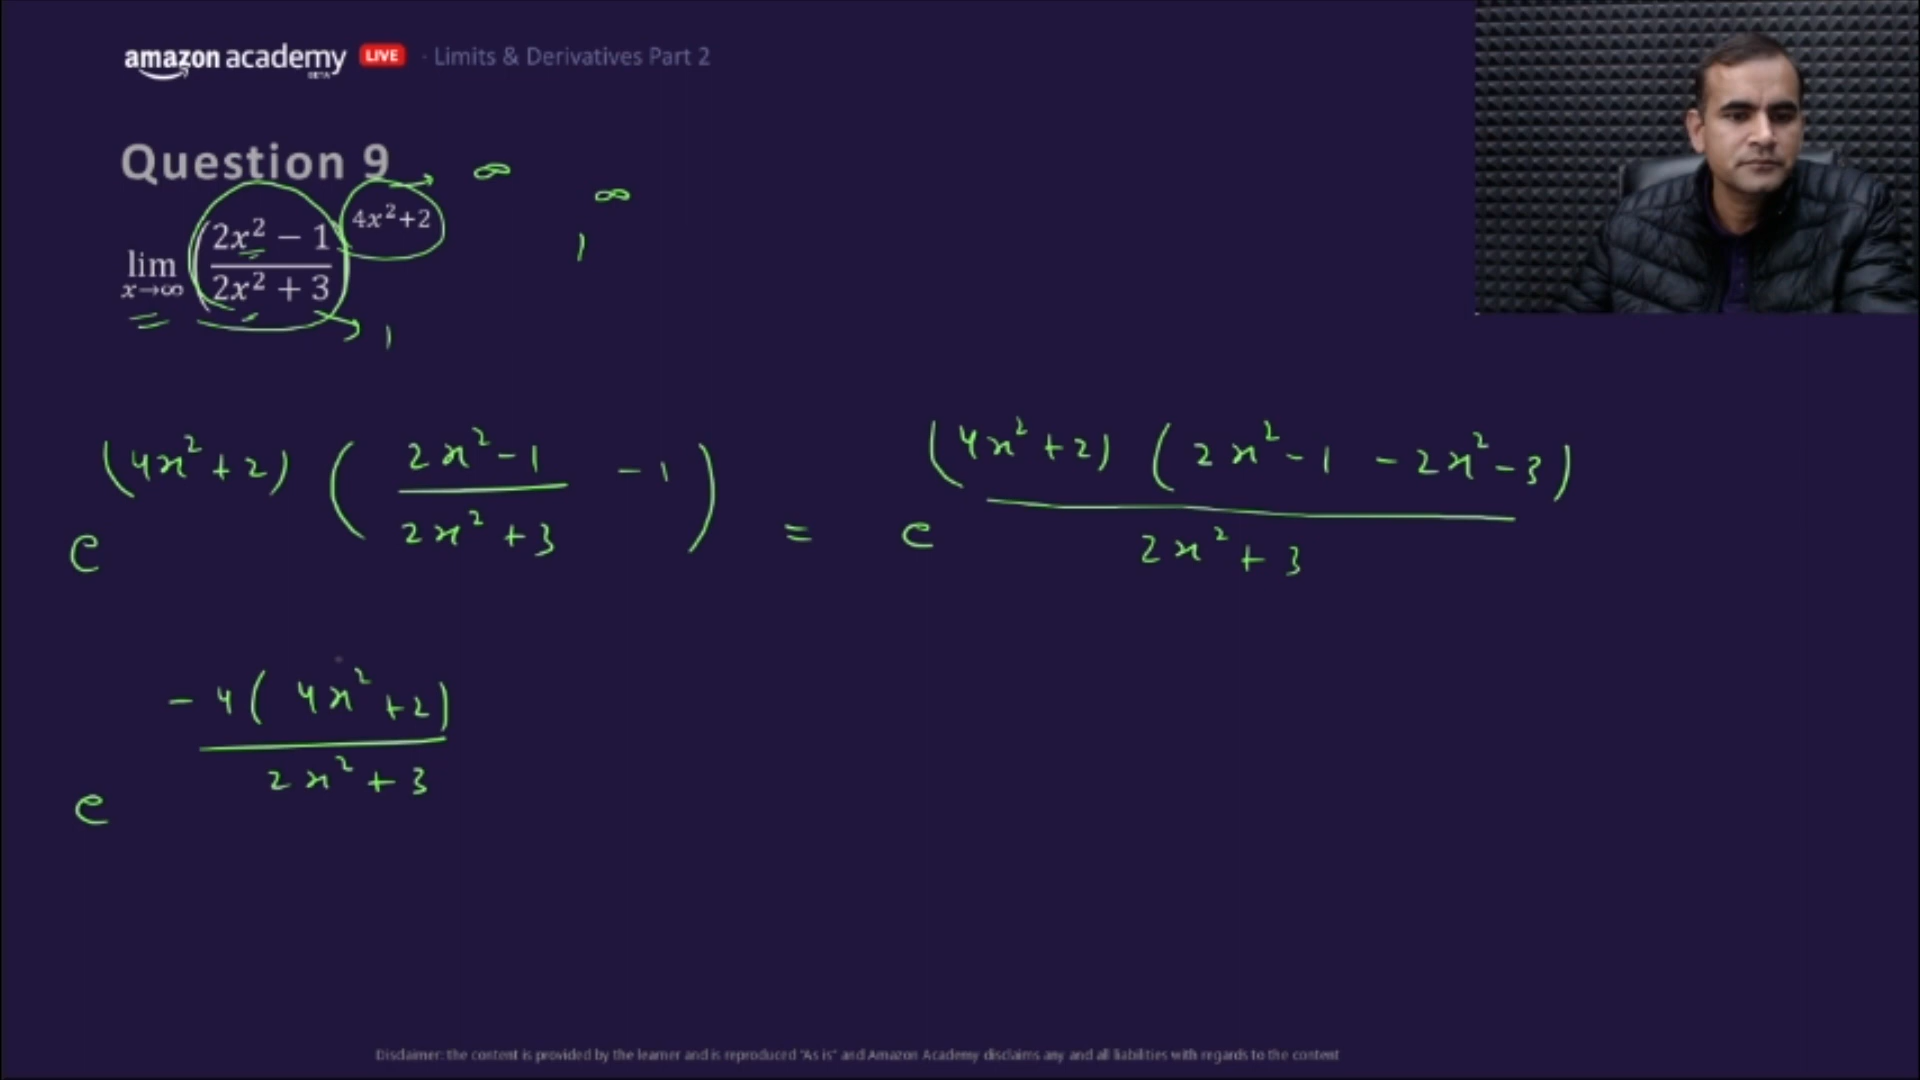 amazon academy LIVE · Limits & Derivatives Part 2
BETA
Question 9
lim x→∞ ((2x² − 1)/(2x² + 3))^(4x²+2)
→ ∞
1^∞
→ 1
e^((4x²+2)((2x²-1)/(2x²+3) -1)) = e^((4x²+2)(2x²-1-2x²-3)/(2x²+3))
e^(-4(4x²+2)/(2x²+3))
Disclaimer: the content is provided by the learner and is reproduced "As is" and Amazon Academy disclaims any and all liabilities with regards to the content